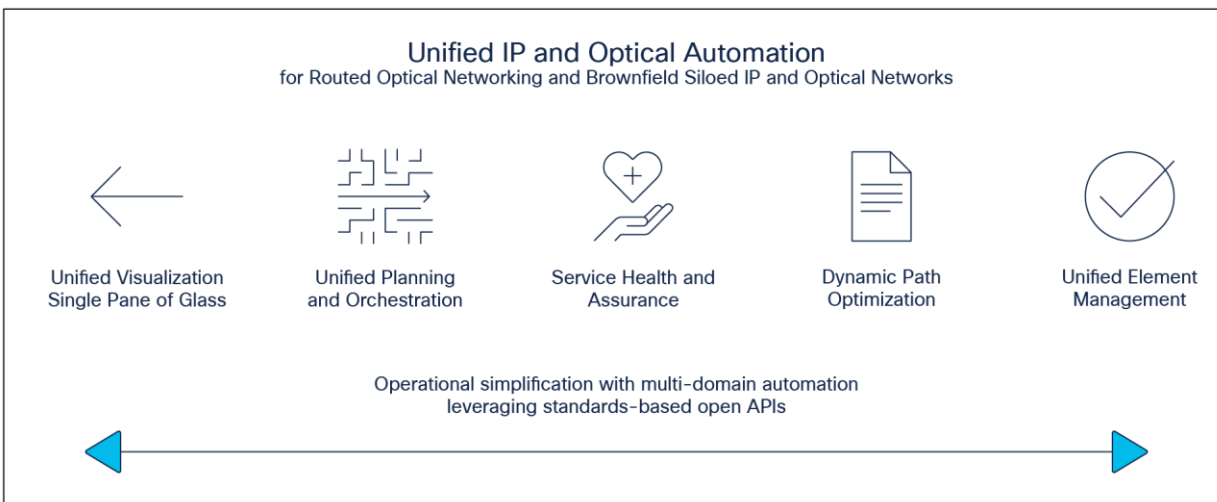 Unified IP and Optical Automation
for Routed Optical Networking and Brownfield Siloed IP and Optical Networks
Unified Visualization
Single Pane of Glass
Unified Planning
and Orchestration
Service Health and
Assurance
Dynamic Path
Optimization
Unified Element
Management
Operational simplification with multi-domain automation
leveraging standards-based open APIs